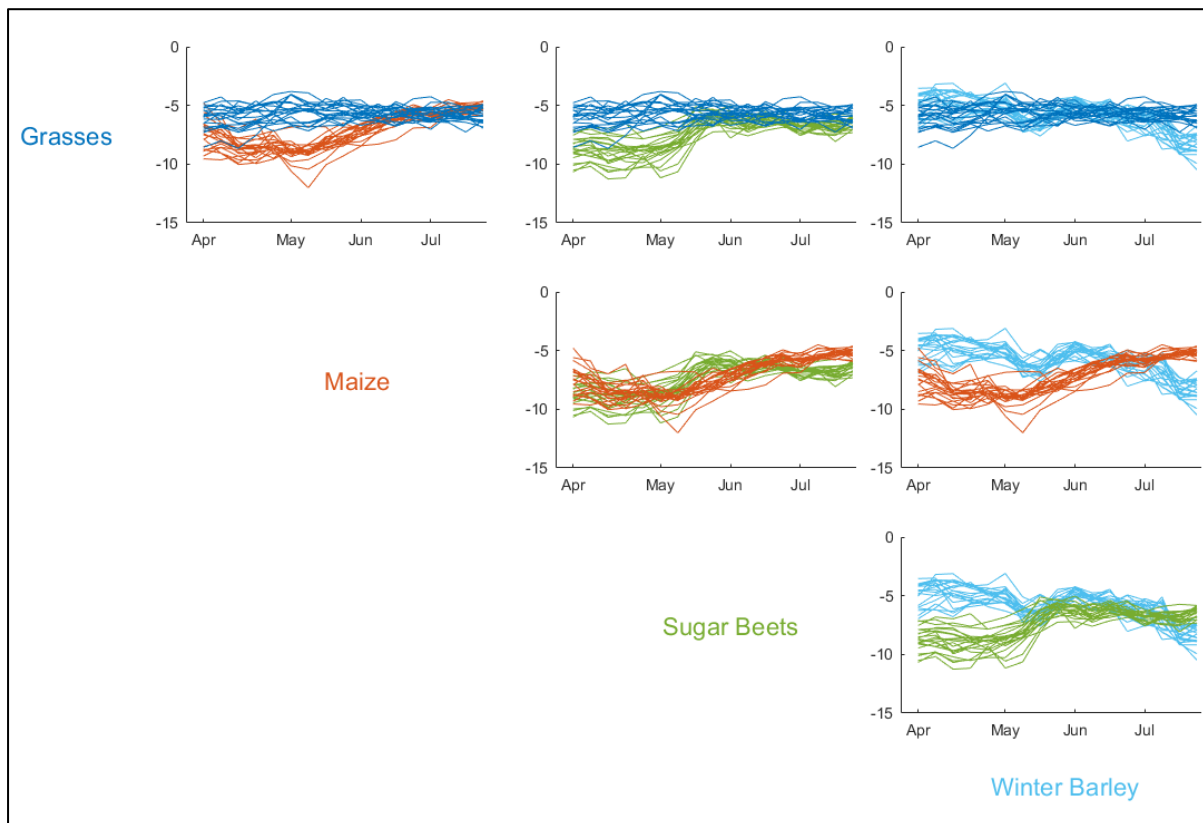 0 0 0
-5 -5 -5
Grasses
-10 -10 -10
-15 -15 -15
Apr May Jun Jul Apr May Jun Jul Apr May Jun Jul
0 0
-5 -5
Maize
-10 -10
-15 -15
Apr May Jun Jul Apr May Jun Jul
0
-5
Sugar Beets
-10
-15
Apr May Jun Jul
Winter Barley